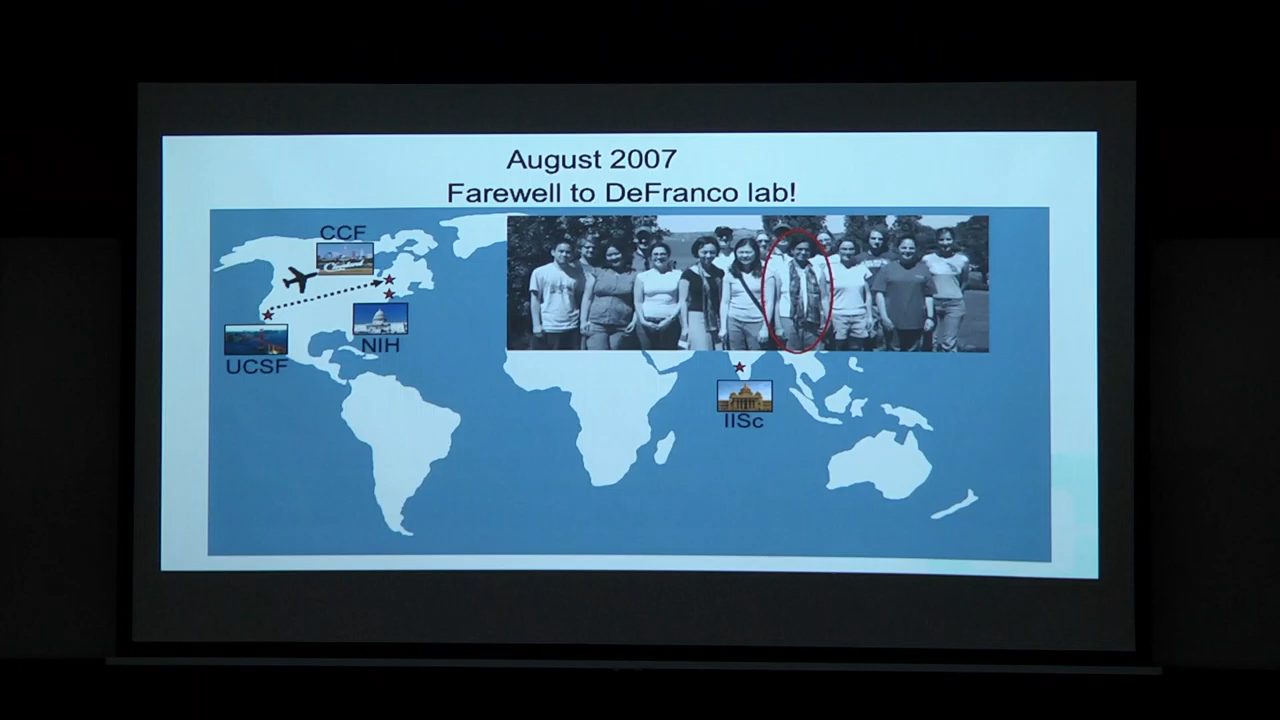 August 2007
Farewell to DeFranco lab!
CCF
NIH
UCSF
IISc